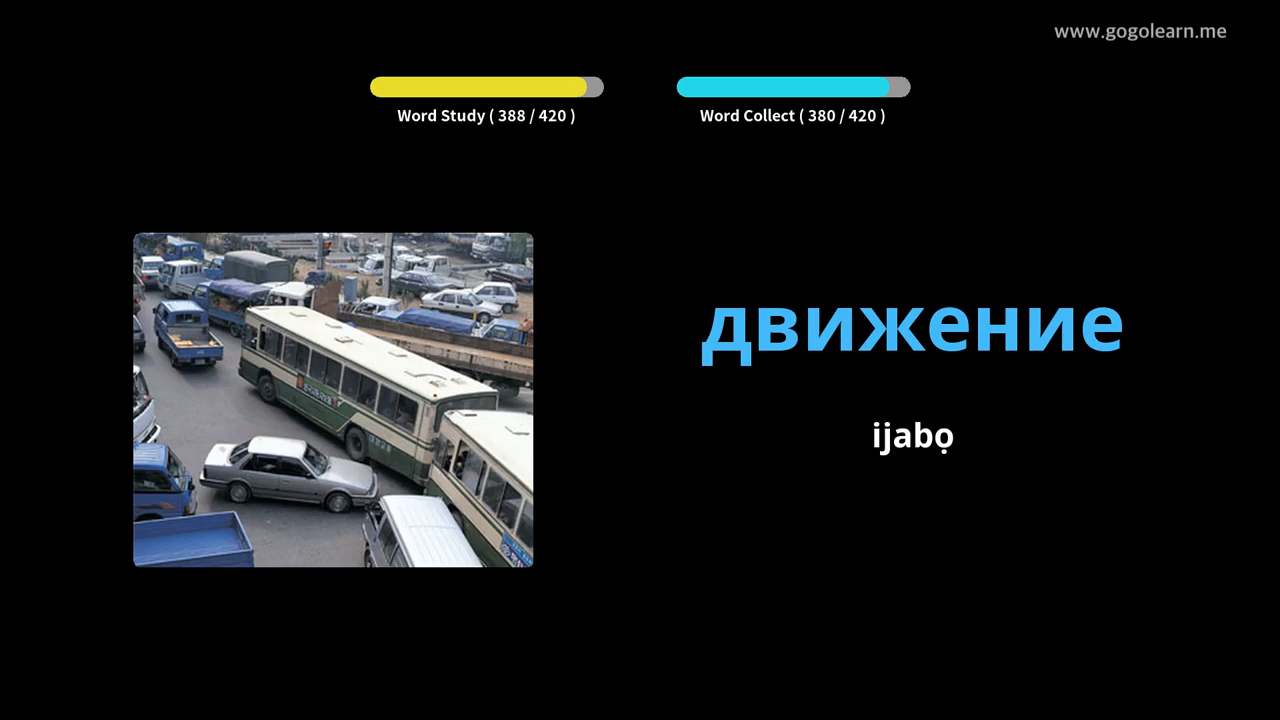 www.gogolearn.me
Word Study ( 388 / 420 )
Word Collect ( 380 / 420 )
движение
ijabọ